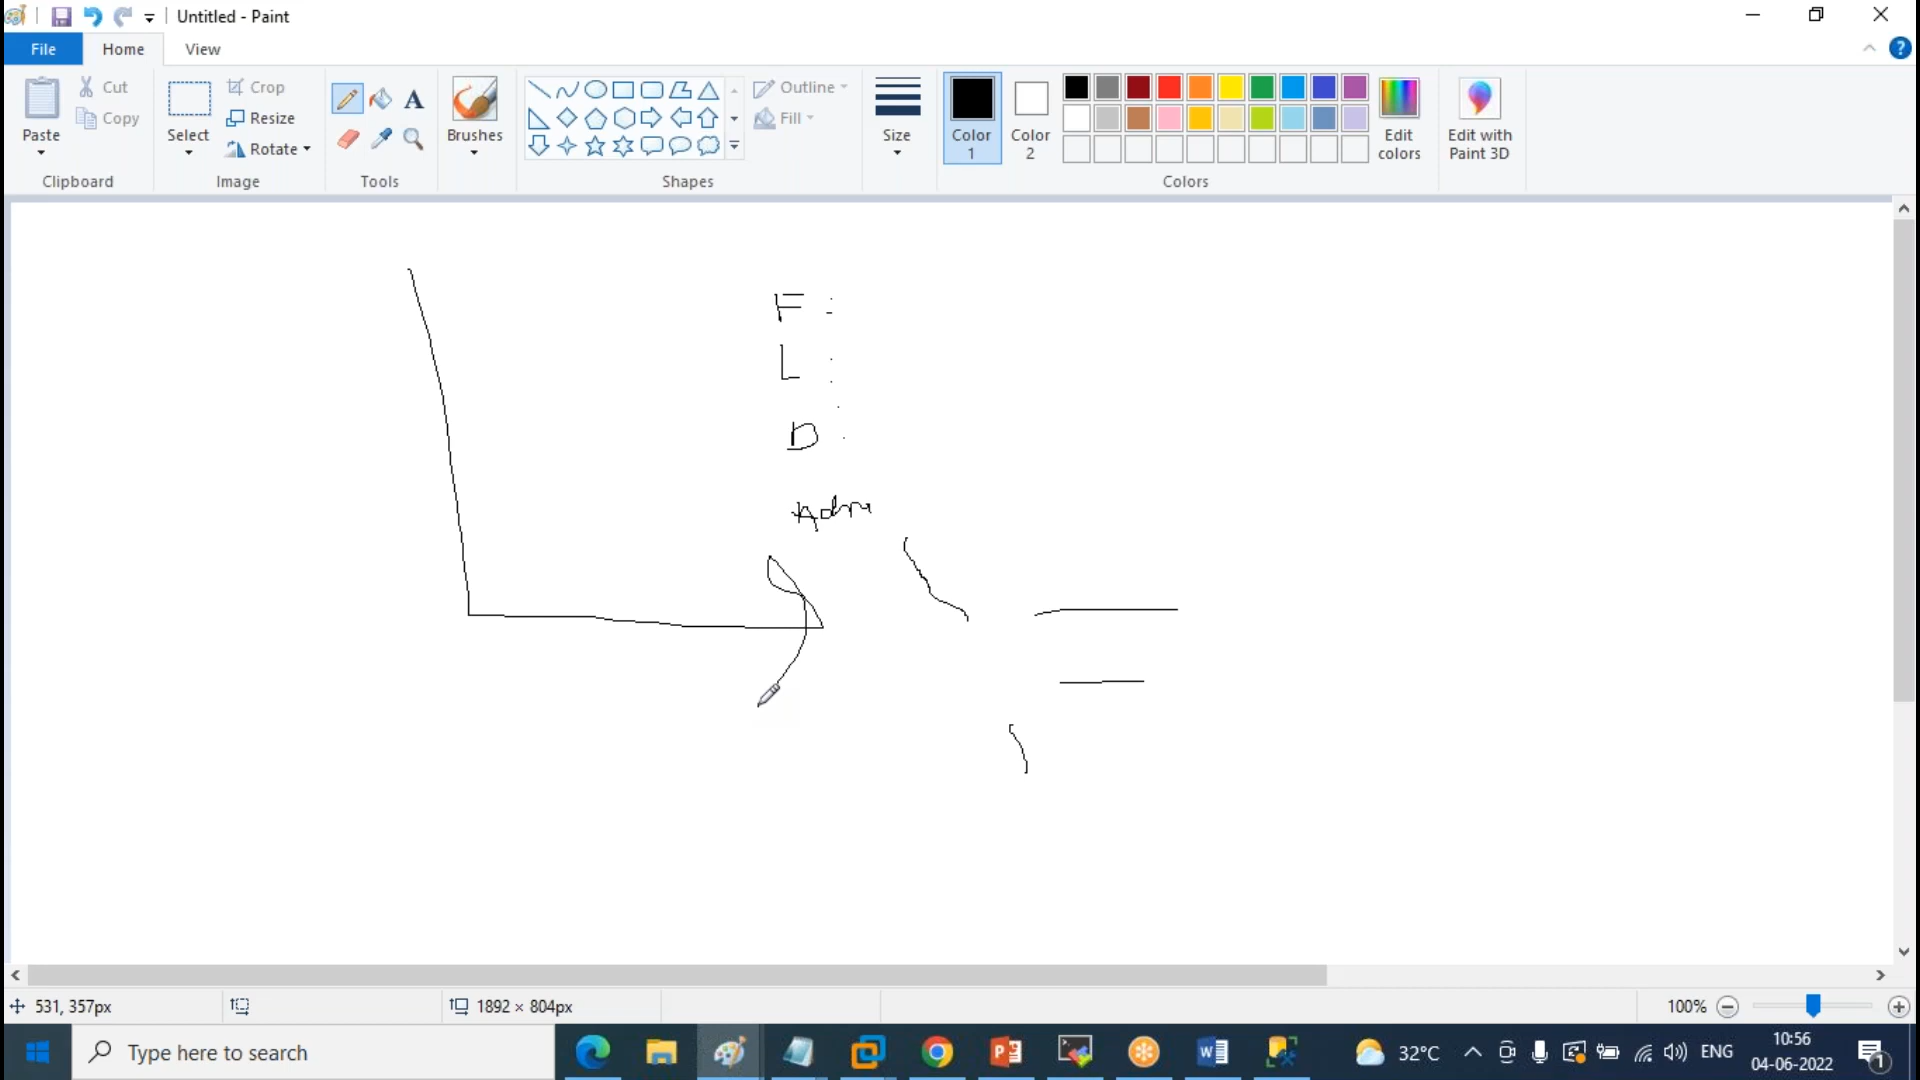 Untitled - Paint
File
Home
View
Paste
Cut
Copy
Clipboard
Select
Crop
Resize
Rotate
Image
Tools
Brushes
Shapes
Outline
Fill
Size
Color 1
Color 2
Edit colors
Edit with Paint 3D
Colors
F :
L :
D :
531, 357px
1892 × 804px
100%
Type here to search
32°C
ENG
10:56
04-06-2022
1